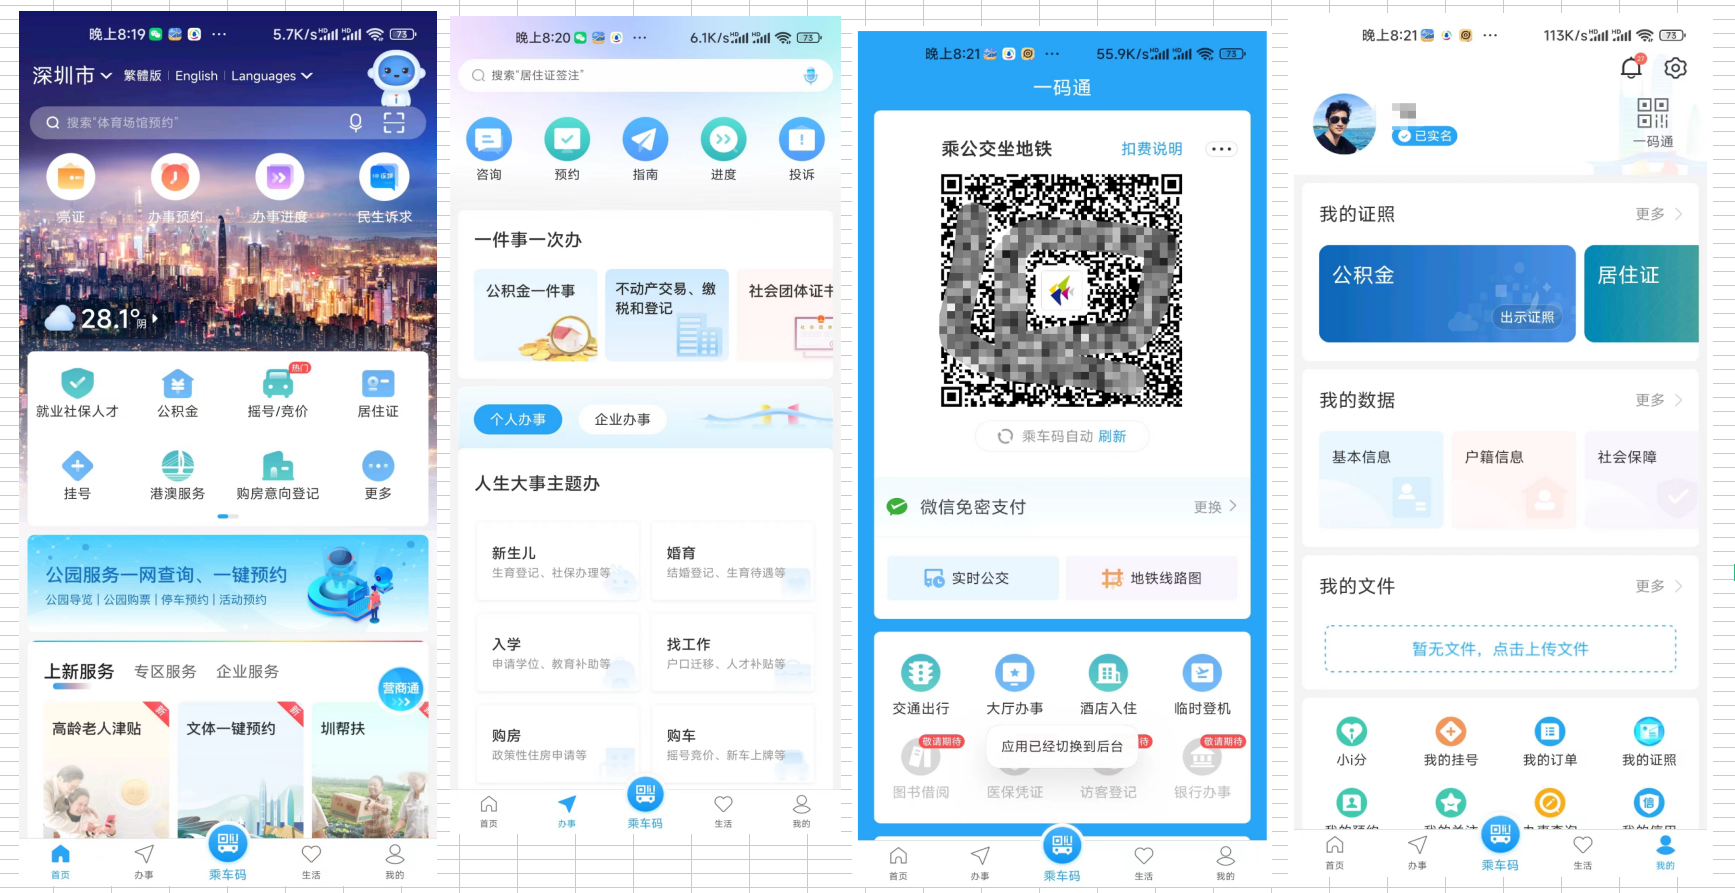 晚上8:19 ··· 5.7K/s 73
深圳市 繁體版 | English | Languages
搜索"体育场馆预约"
亮证 办事预约 办事进度 民生诉求
28.1° 阴
热门
就业社保人才 公积金 摇号/竞价 居住证
挂号 港澳服务 购房意向登记 更多
公园服务一网查询、一键预约
公园导览 | 公园购票 | 停车预约 | 活动预约
上新服务 专区服务 企业服务
营商通
新 新
高龄老人津贴 文体一键预约 圳帮扶
首页 办事 乘车码 生活 我的
晚上8:20 ··· 6.1K/s 73
搜索"居住证签注"
咨询 预约 指南 进度 投诉
一件事一次办
公积金一件事 不动产交易、缴 社会团体证书
税和登记
个人办事 企业办事
人生大事主题办
新生儿 婚育
生育登记、社保办理等 结婚登记、生育待遇等
入学 找工作
申请学位、教育补助等 户口迁移、人才补贴等
购房 购车
政策性住房申请等 摇号竞价、新车上牌等
首页 办事 乘车码 生活 我的
晚上8:21 ··· 55.9K/s 73
一码通
乘公交坐地铁 扣费说明 ···
乘车码自动 刷新
微信免密支付 更换
实时公交 地铁线路图
交通出行 大厅办事 酒店入住 临时登机
敬请期待 待 敬请期待
应用已经切换到后台
图书借阅 医保凭证 访客登记 银行办事
首页 办事 乘车码 生活 我的
晚上8:21 ··· 113K/s 73
27
已实名
一码通
我的证照 更多
公积金 居住证
出示证照
我的数据 更多
基本信息 户籍信息 社会保障
我的文件 更多
暂无文件，点击上传文件
小i分 我的挂号 我的订单 我的证照
信
我的预约 我的关注 办事查询 我的信用
首页 办事 乘车码 生活 我的